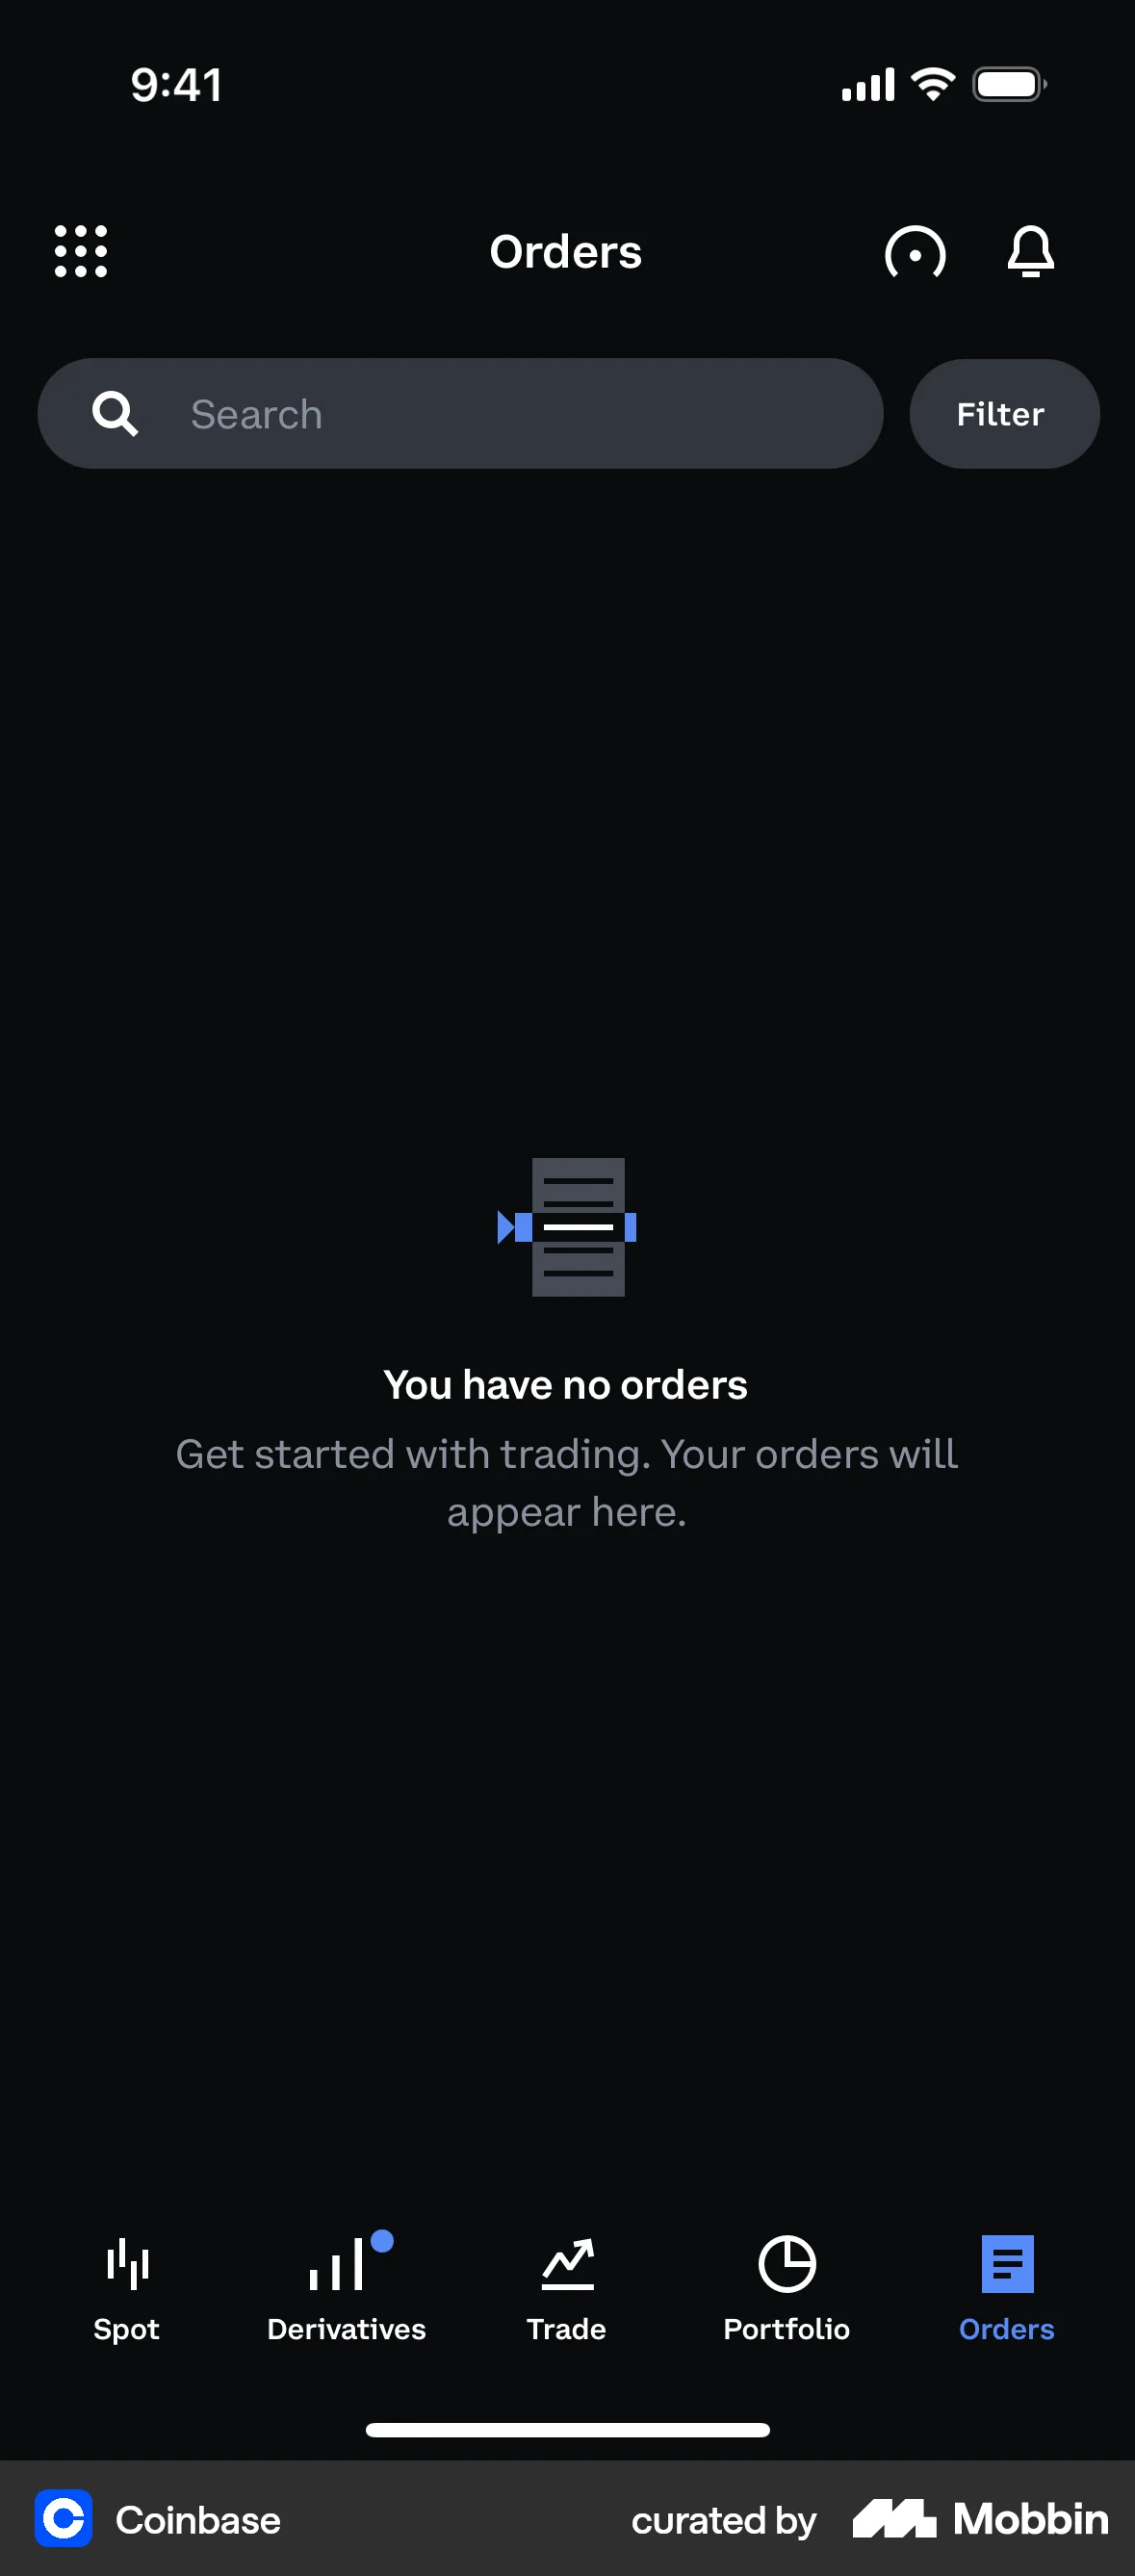 9:41
Orders
Search
Filter
You have no orders
Get started with trading. Your orders will
appear here.
Spot
Derivatives
Trade
Portfolio
Orders
Coinbase
curated by
Mobbin